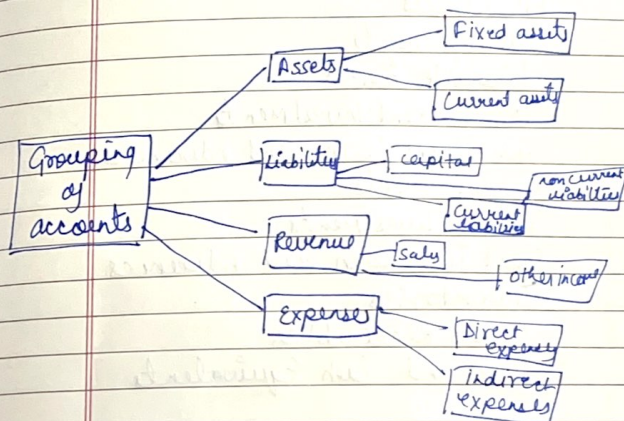 Grouping
of
accounts
Assets
Fixed assets
Current assets
Liabilities
Capital
non current
liabilities
Current
liabilities
Revenue
Sales
other income
Expenses
Direct
expenses
Indirect
expenses